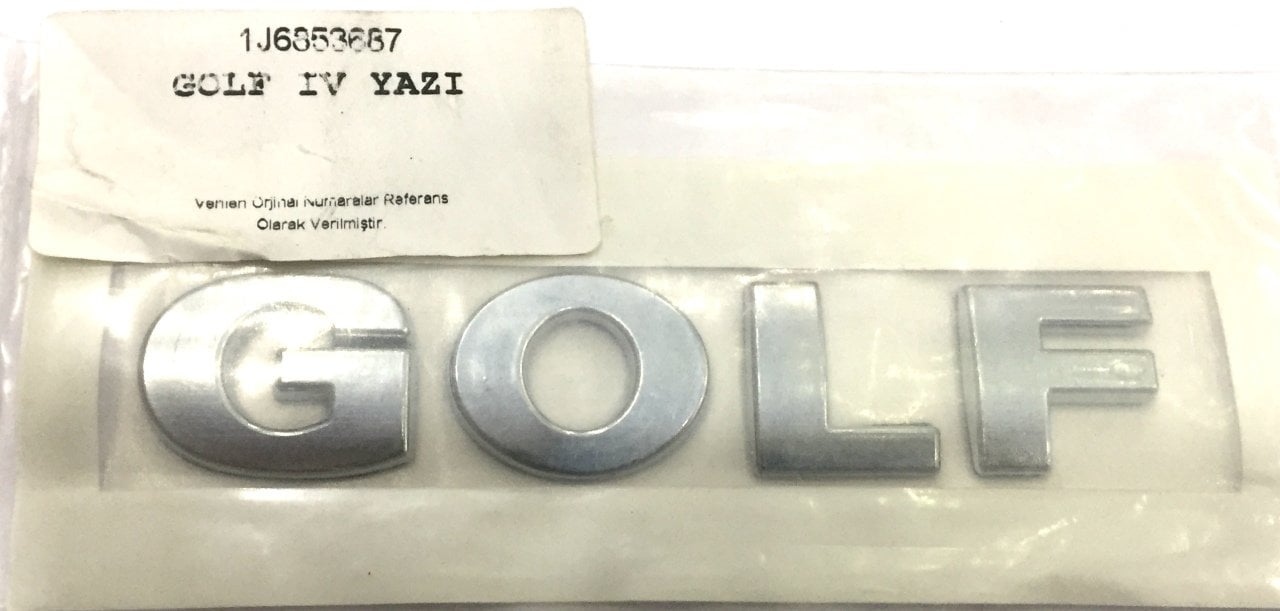 1J6853687
GOLF IV YAZI
Verilen Orjinal Numaralar Referans
Olarak Verilmiştir.
GOLF